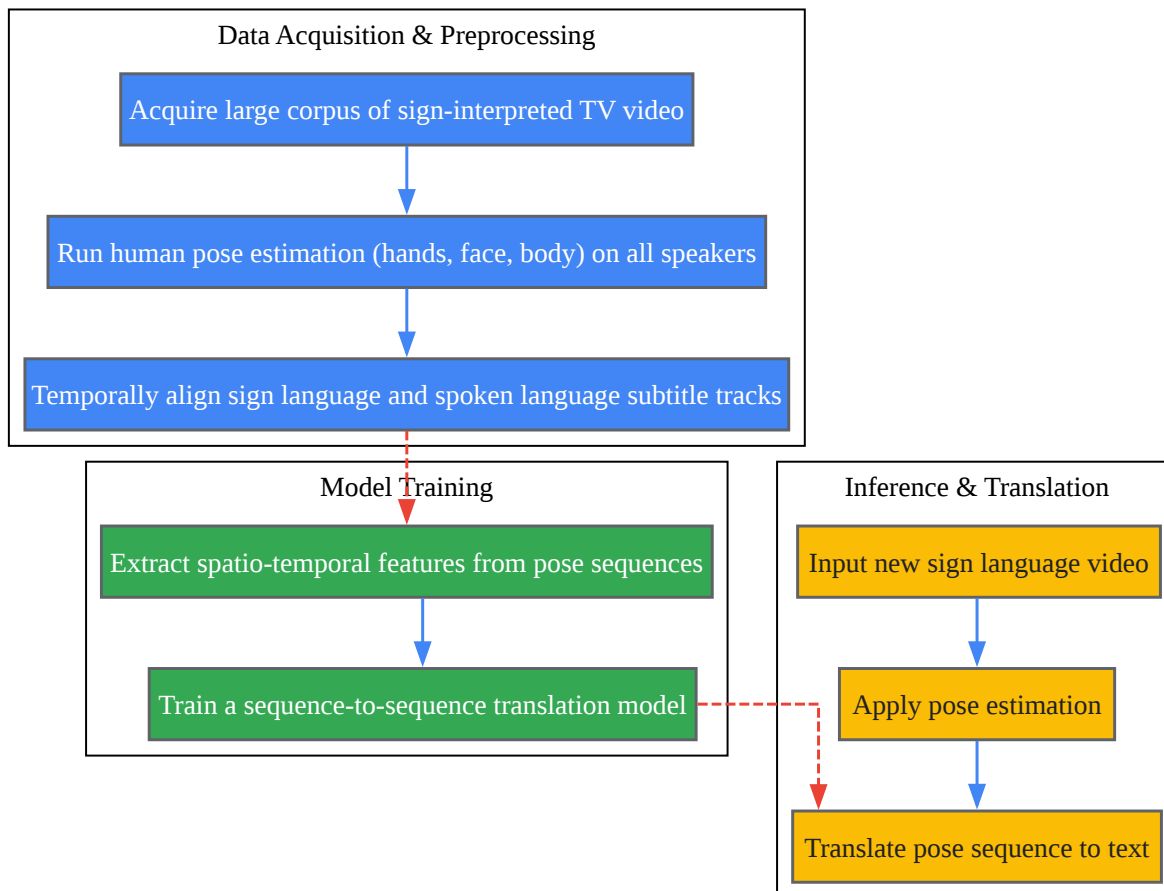 Data Acquisition & Preprocessing
Acquire large corpus of sign-interpreted TV video
Run human pose estimation (hands, face, body) on all speakers
Temporally align sign language and spoken language subtitle tracks
Model Training
Extract spatio-temporal features from pose sequences
Train a sequence-to-sequence translation model
Inference & Translation
Input new sign language video
Apply pose estimation
Translate pose sequence to text